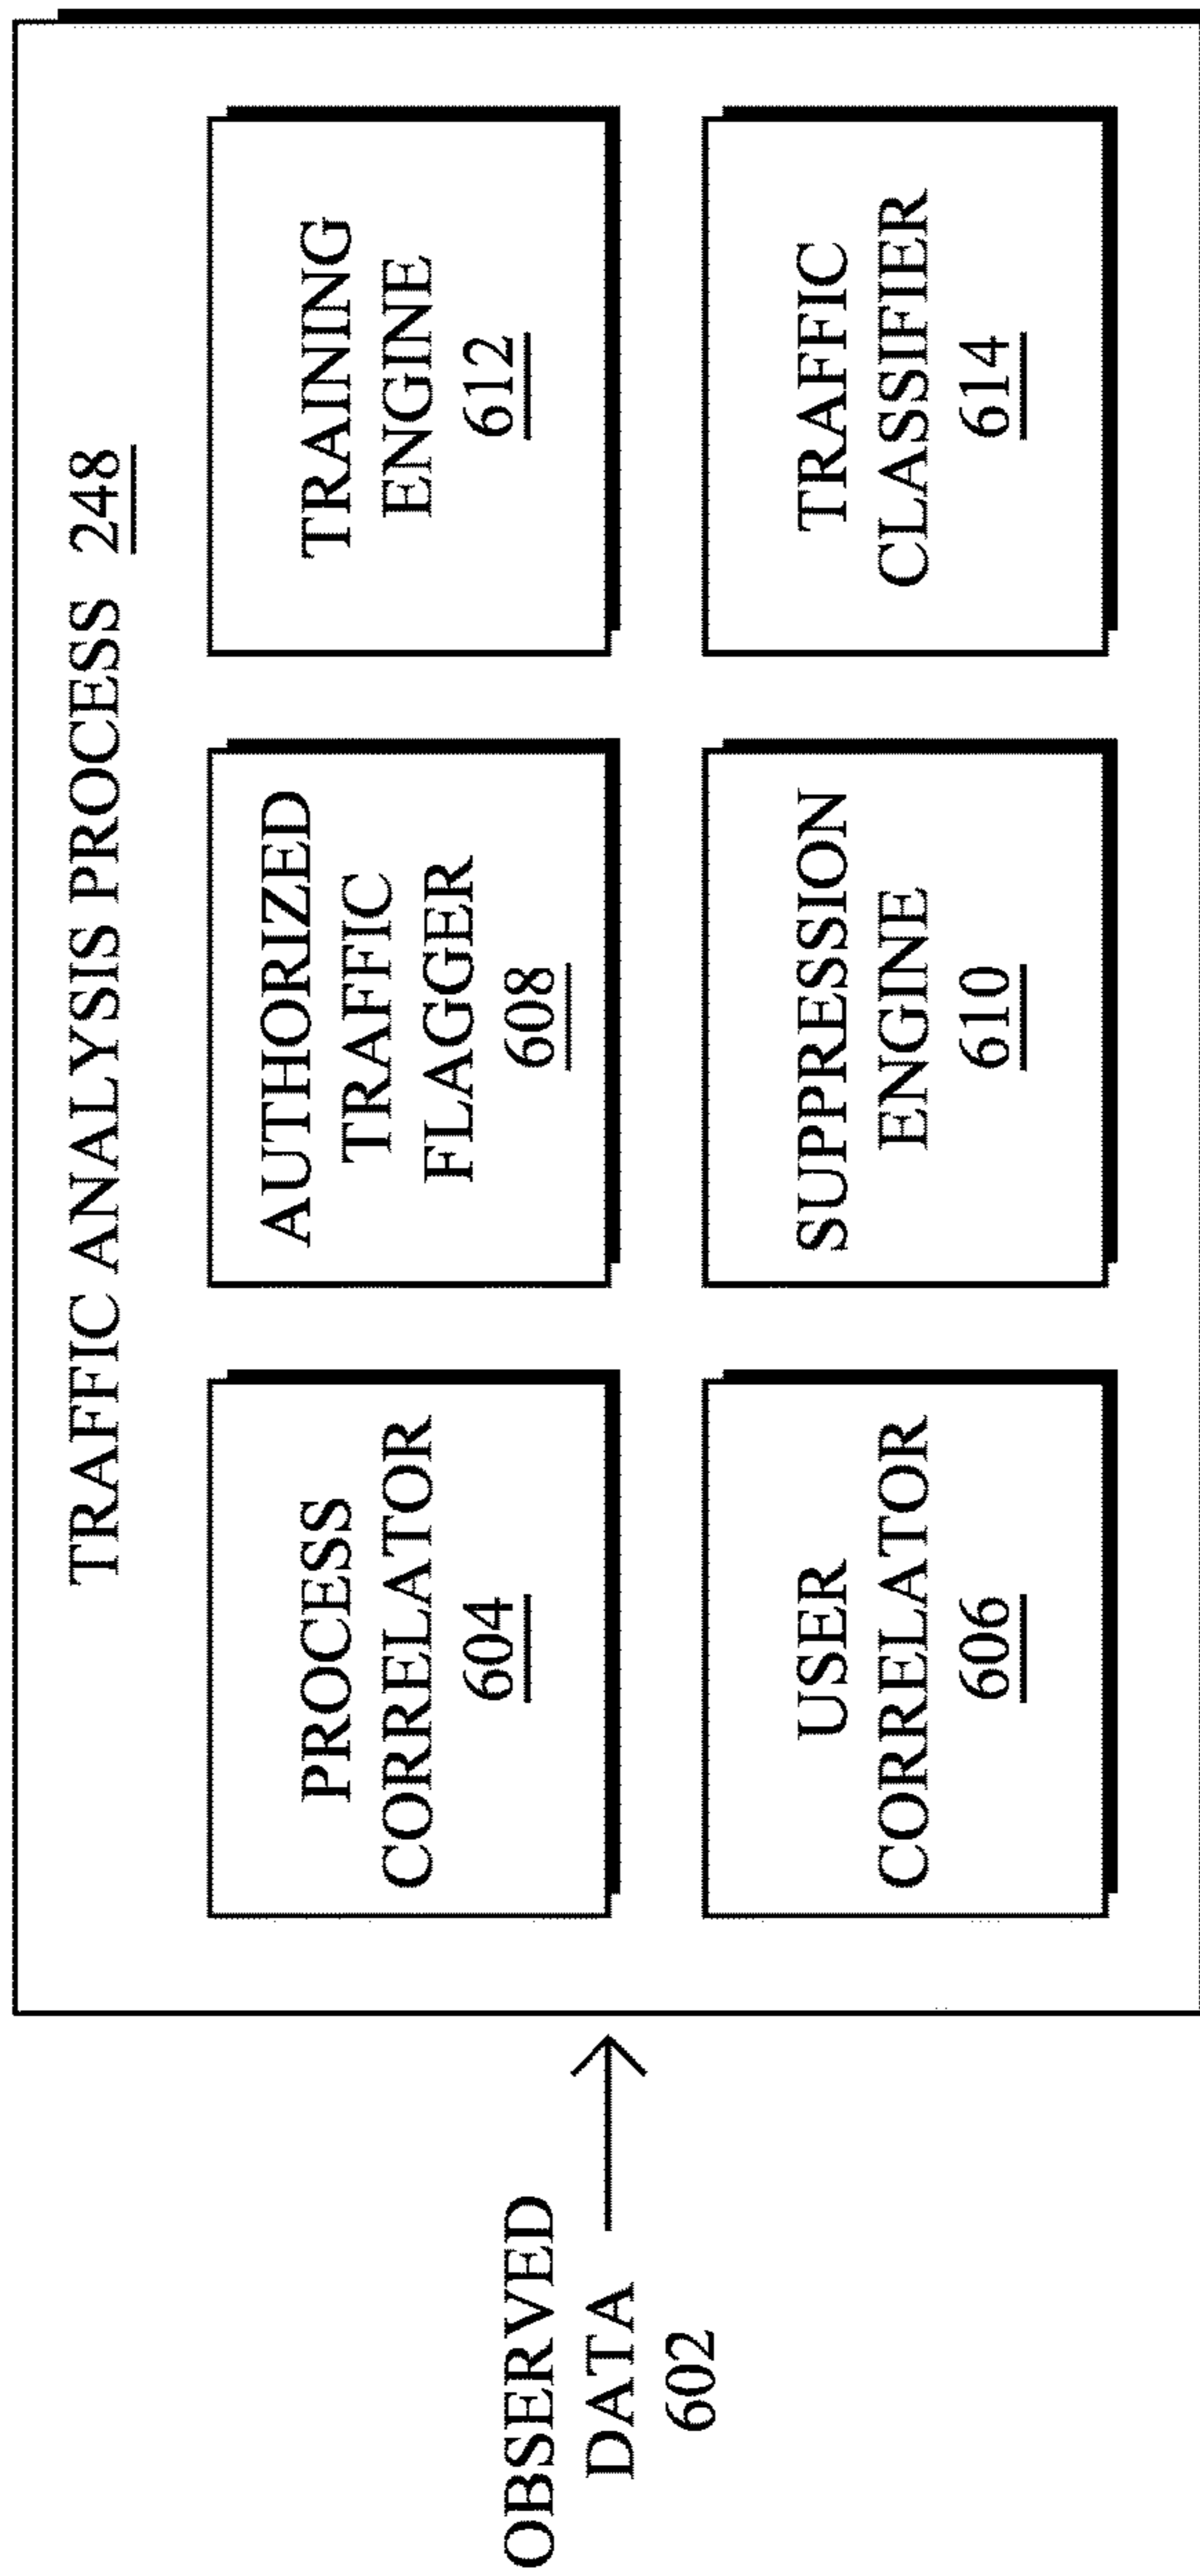 TRAFFIC ANALYSIS PROCESS 248
OBSERVED
DATA
602
PROCESS
CORRELATOR
604
AUTHORIZED
TRAFFIC
FLAGGER
608
TRAINING
ENGINE
612
USER
CORRELATOR
606
SUPPRESSION
ENGINE
610
TRAFFIC
CLASSIFIER
614